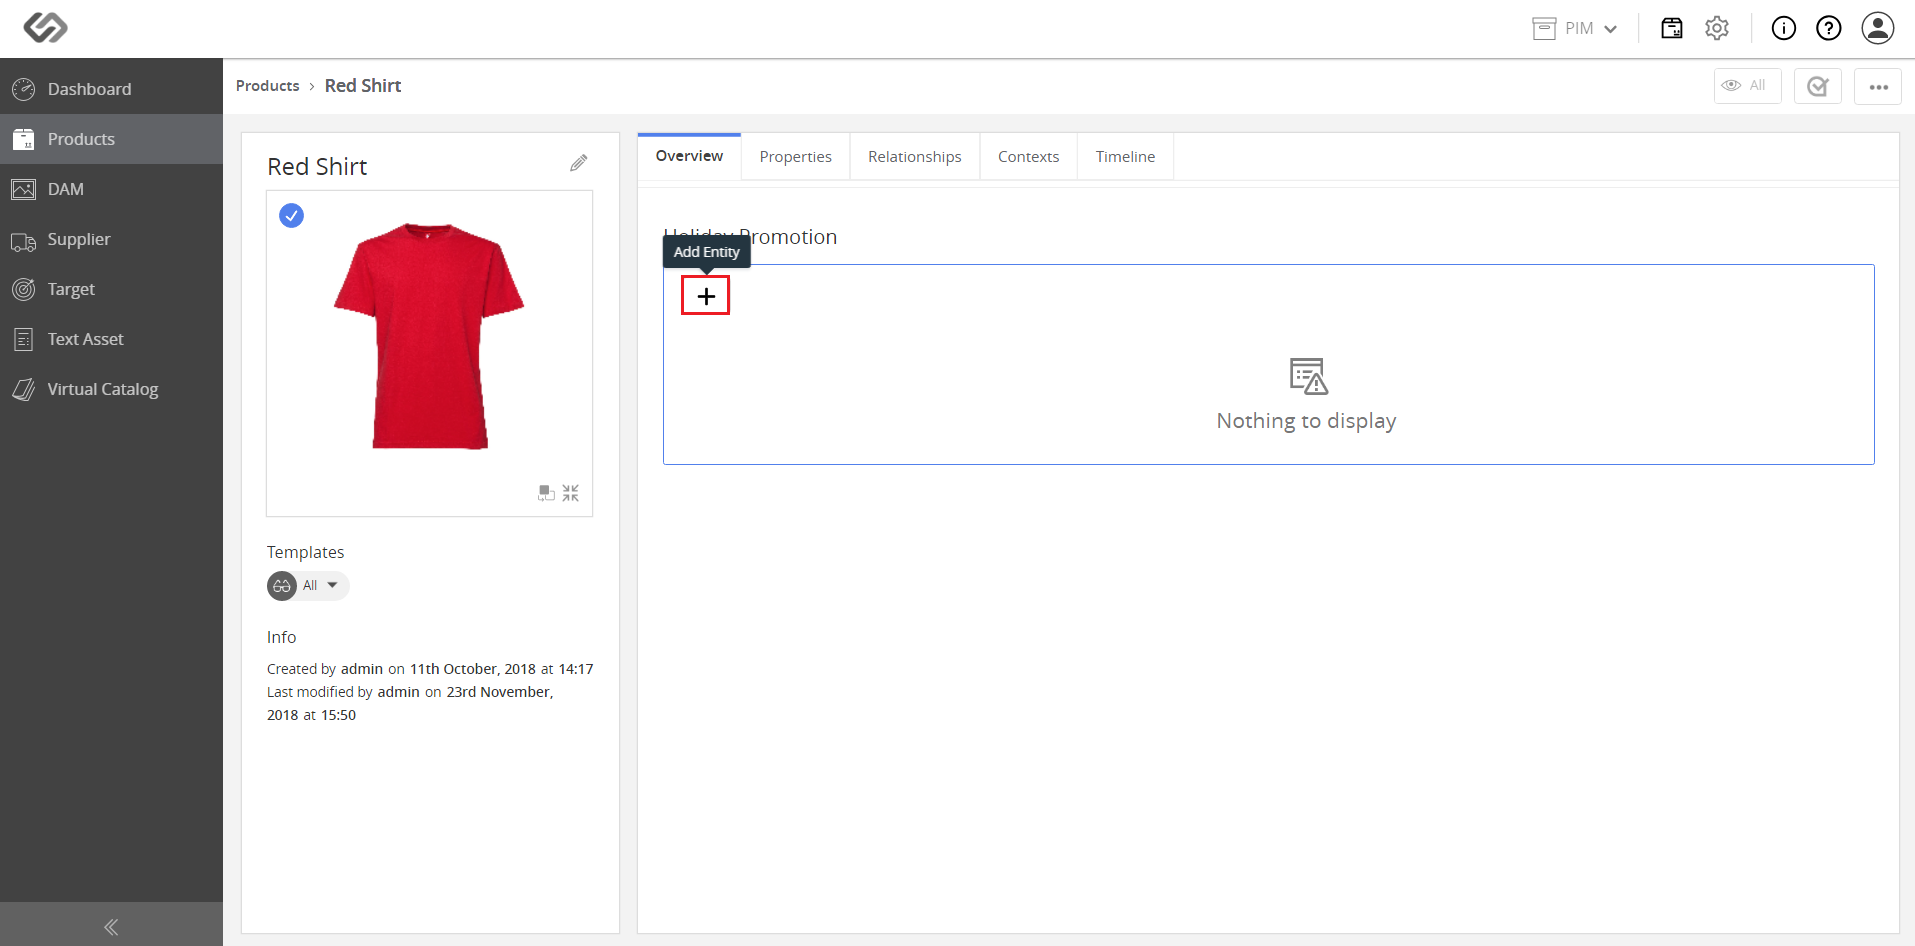 PIM
Dashboard
Products
DAM
Supplier
Target
Text Asset
Virtual Catalog
Products › Red Shirt
All
Red Shirt
Templates
All
Info
Created by admin on 11th October, 2018 at 14:17
Last modified by admin on 23rd November,
2018 at 15:50
Overview
Properties
Relationships
Contexts
Timeline
Holiday Promotion
Add Entity
Nothing to display